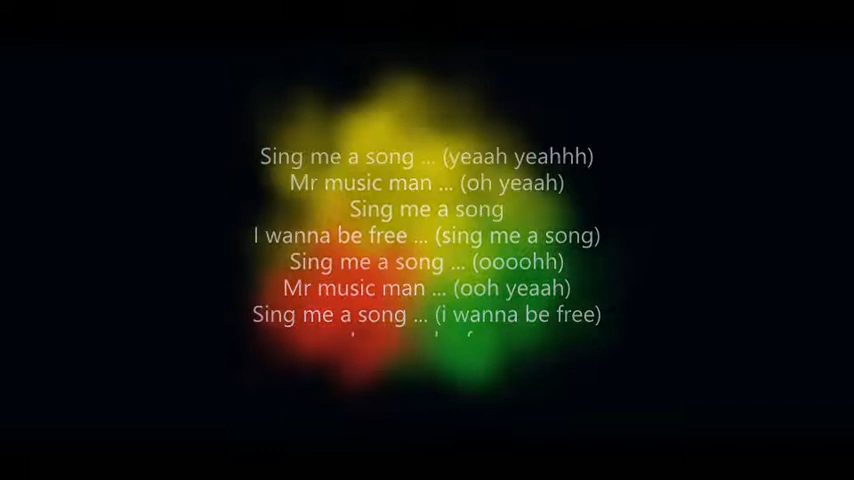 Sing me a song ... (yeaah yeahhh)
Mr music man ... (oh yeaah)
Sing me a song
I wanna be free ... (sing me a song)
Sing me a song ... (oooohh)
Mr music man ... (ooh yeaah)
Sing me a song ... (i wanna be free)